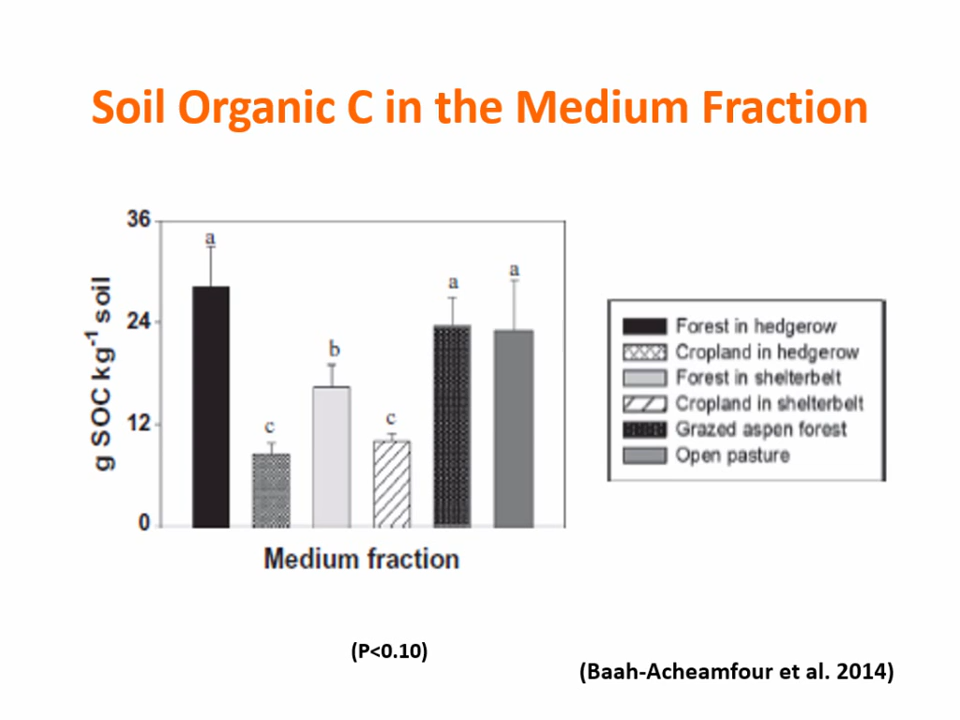 Soil Organic C in the Medium Fraction
36
24
12
0
g SOC kg⁻¹ soil
a
c
b
c
a
a
Medium fraction
Forest in hedgerow
Cropland in hedgerow
Forest in shelterbelt
Cropland in shelterbelt
Grazed aspen forest
Open pasture
(P<0.10)
(Baah-Acheamfour et al. 2014)